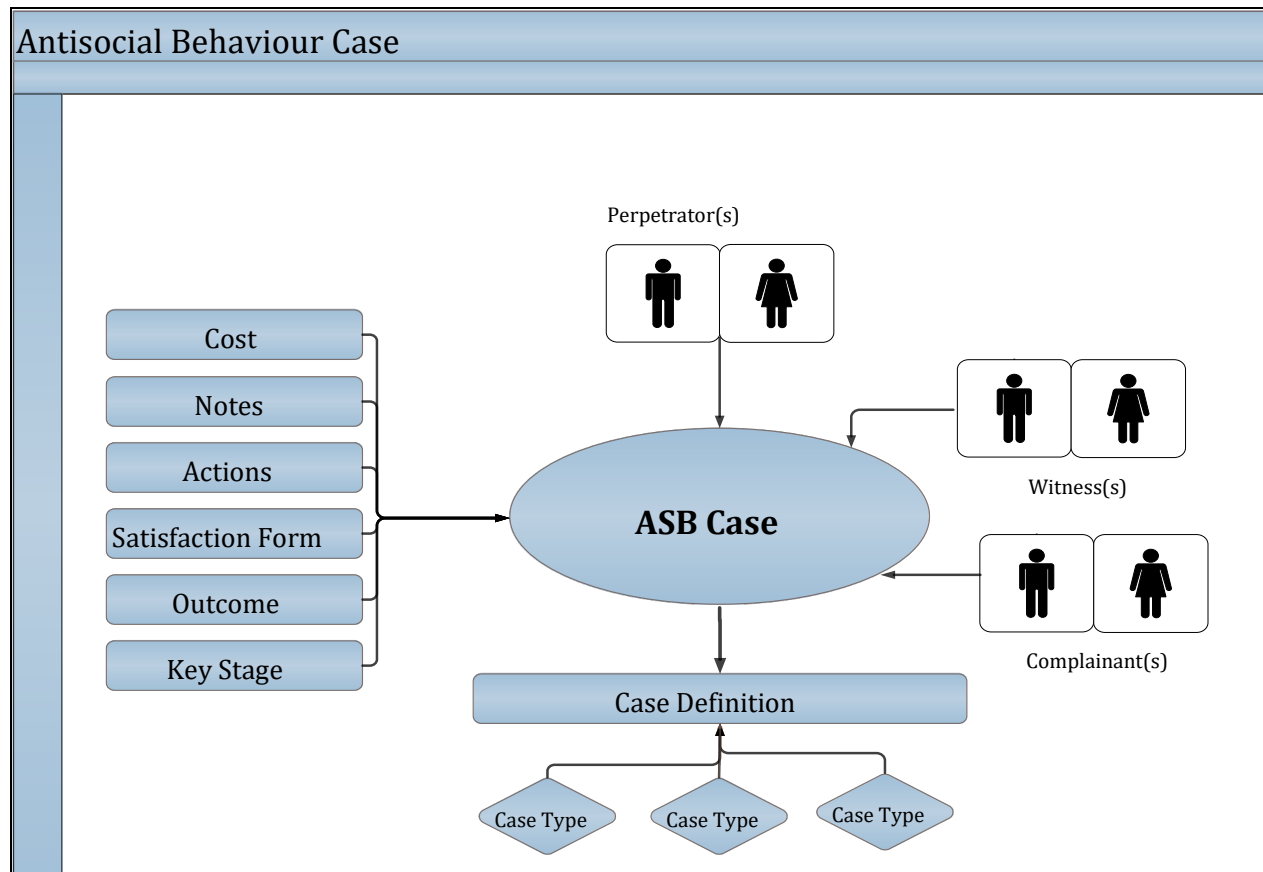 Antisocial Behaviour Case
Perpetrator(s)
Cost
Notes
Actions
Satisfaction Form
Outcome
Key Stage
ASB Case
Witness(s)
Complainant(s)
Case Definition
Case Type
Case Type
Case Type